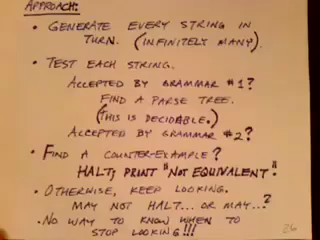 APPROACH:
• GENERATE EVERY STRING IN
TURN. (INFINITELY MANY).
• TEST EACH STRING.
ACCEPTED BY GRAMMAR #1?
FIND A PARSE TREE.
(THIS IS DECIDABLE.)
ACCEPTED BY GRAMMAR #2?
• FIND A COUNTER-EXAMPLE?
HALT, PRINT "NOT EQUIVALENT."
• OTHERWISE, KEEP LOOKING.
MAY NOT HALT... OR MAY...?
• NO WAY TO KNOW WHEN TO
STOP LOOKING!!!